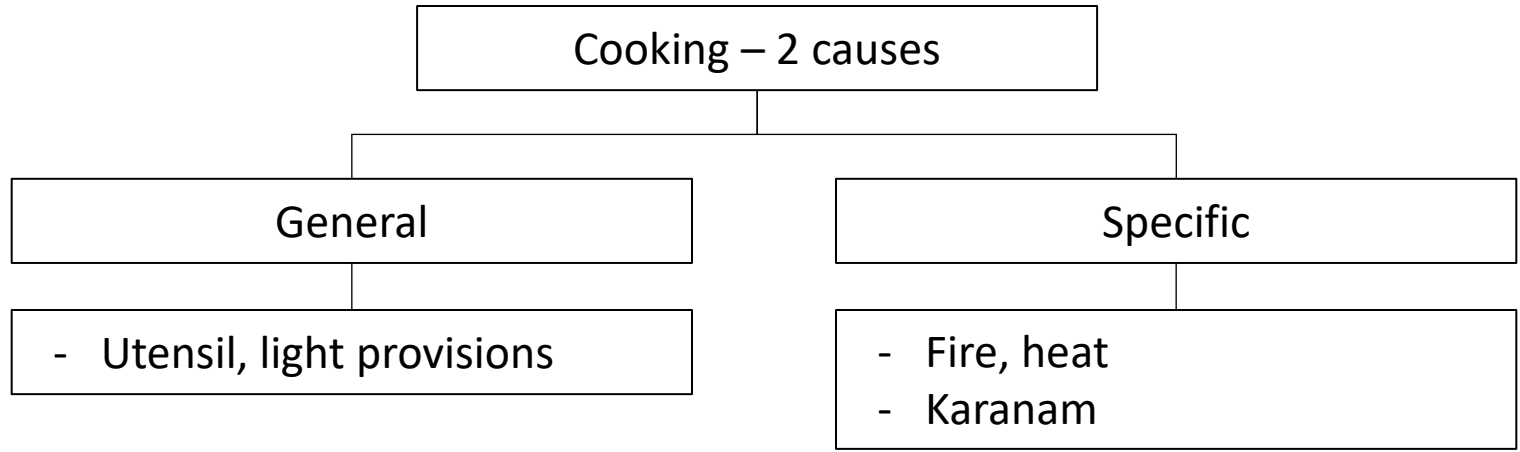 Cooking – 2 causes
General
Specific
- Utensil, light provisions
- Fire, heat
- Karanam